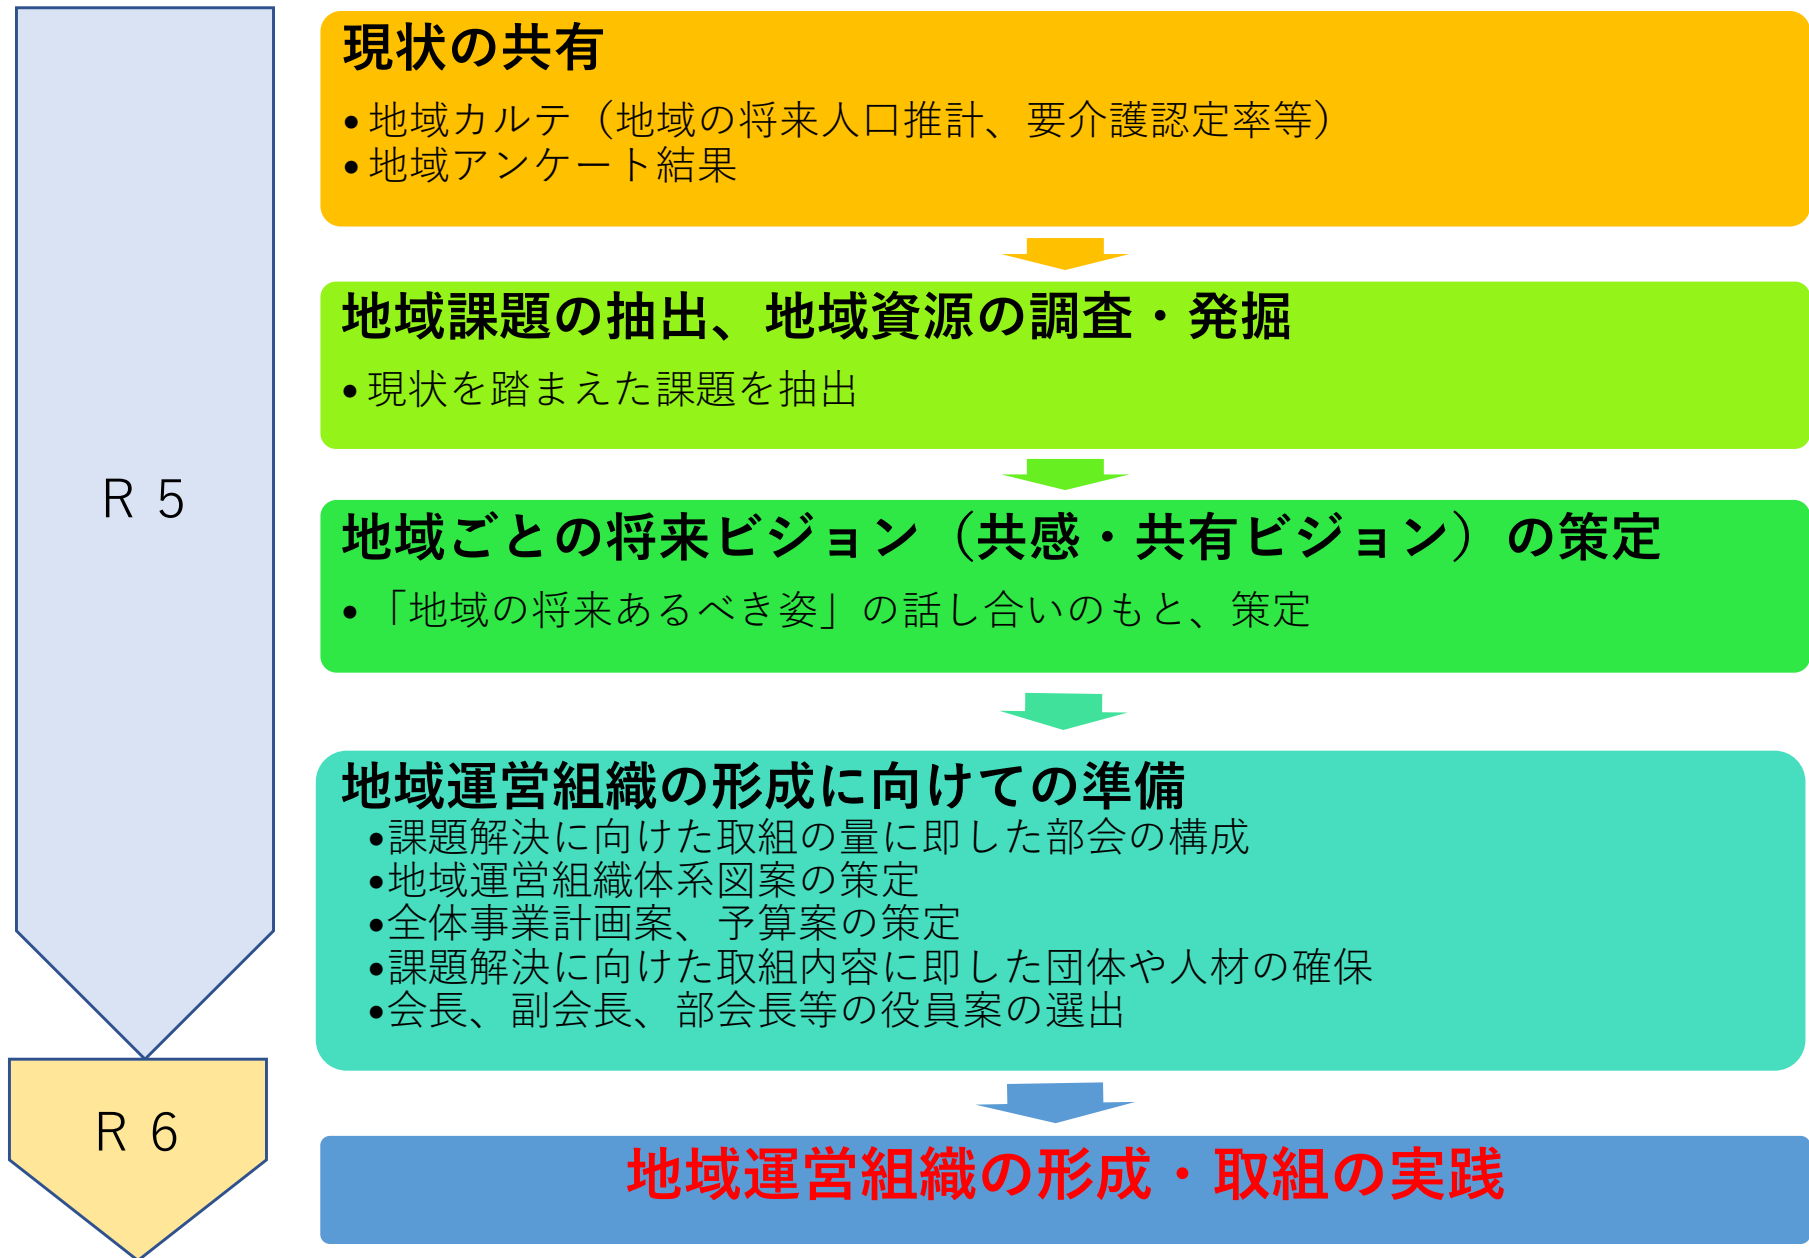 現状の共有
•地域カルテ（地域の将来人口推計、要介護認定率等）
•地域アンケート結果
地域課題の抽出、地域資源の調査・発掘
•現状を踏まえた課題を抽出
R 5
地域ごとの将来ビジョン（共感・共有ビジョン）の策定
•「地域の将来あるべき姿」の話し合いのもと、策定
地域運営組織の形成に向けての準備
•課題解決に向けた取組の量に即した部会の構成
•地域運営組織体系図案の策定
•全体事業計画案、予算案の策定
•課題解決に向けた取組内容に即した団体や人材の確保
•会長、副会長、部会長等の役員案の選出
R 6
地域運営組織の形成・取組の実践